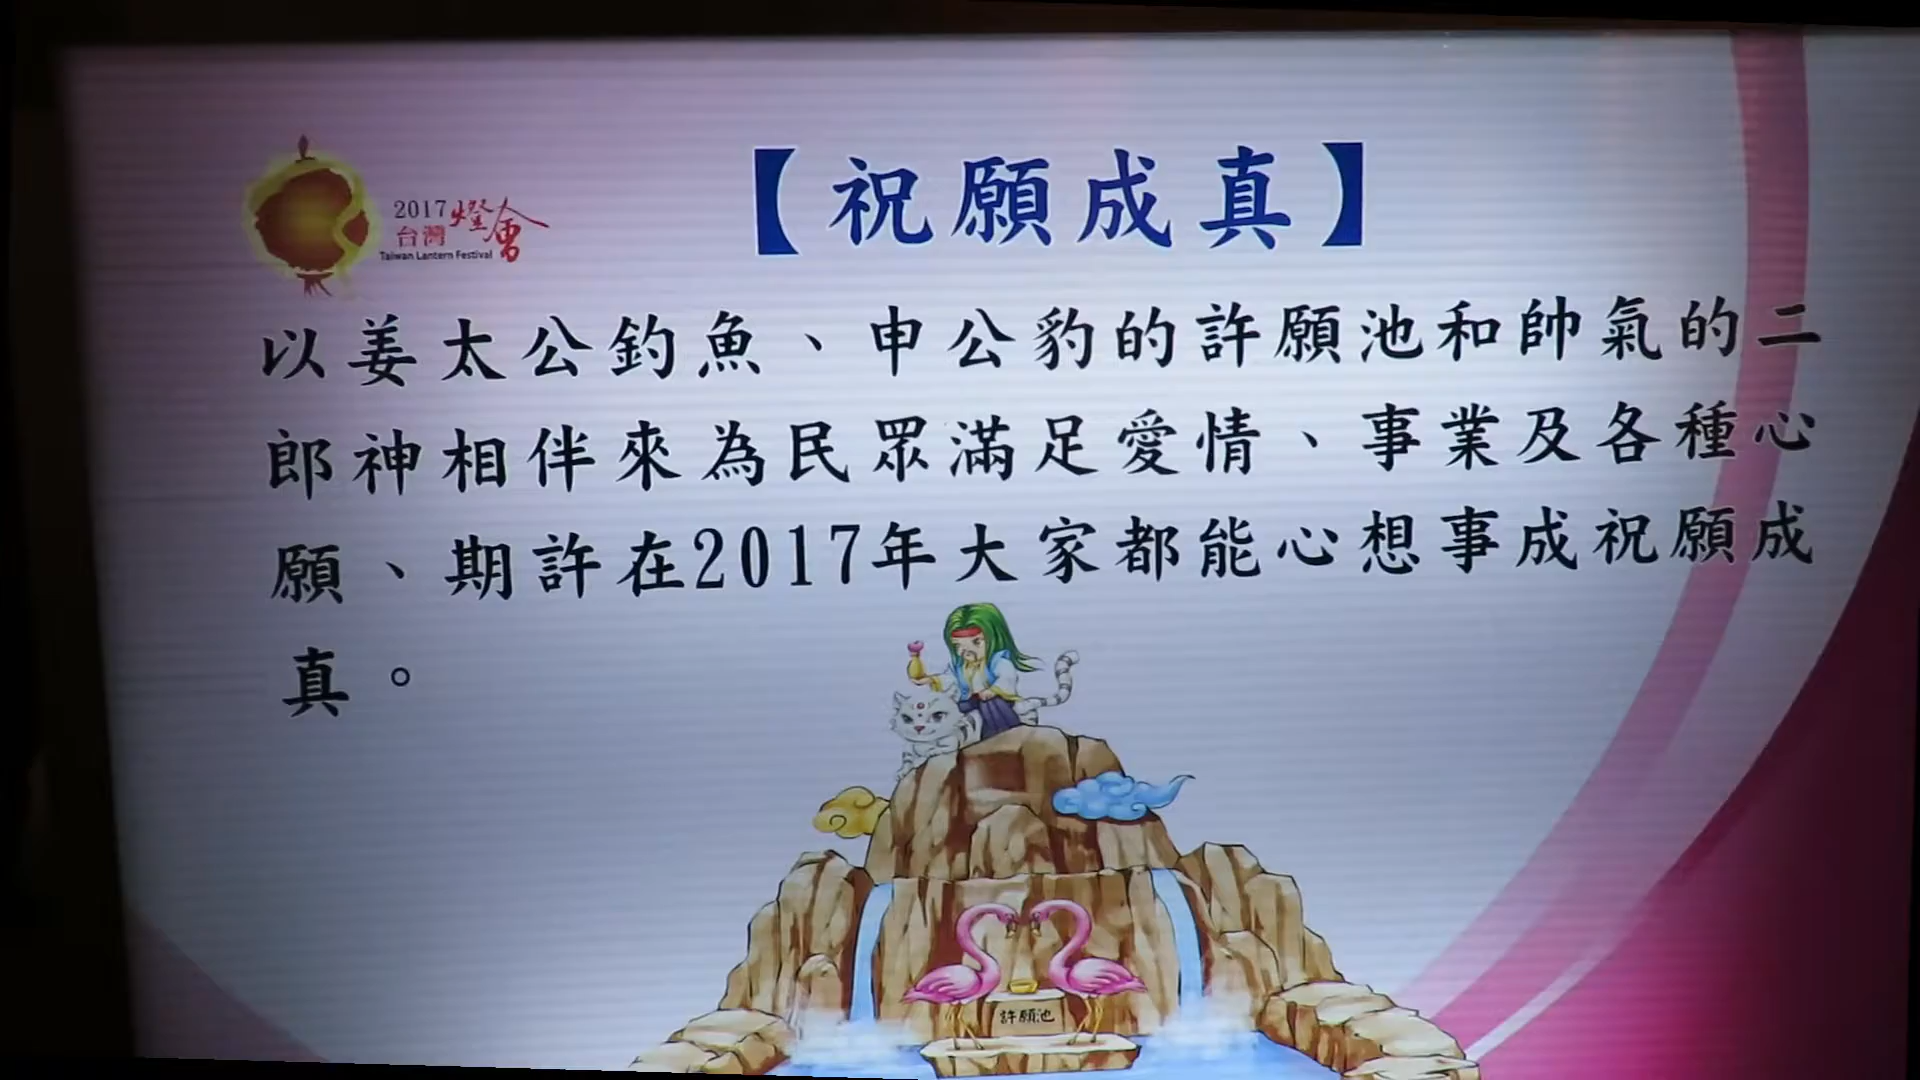 2017
台灣燈會
Taiwan Lantern Festival
【祝願成真】
以姜太公釣魚、申公豹的許願池和帥氣的二
郎神相伴來為民眾滿足愛情、事業及各種心
願、期許在2017年大家都能心想事成祝願成
真。
許願池